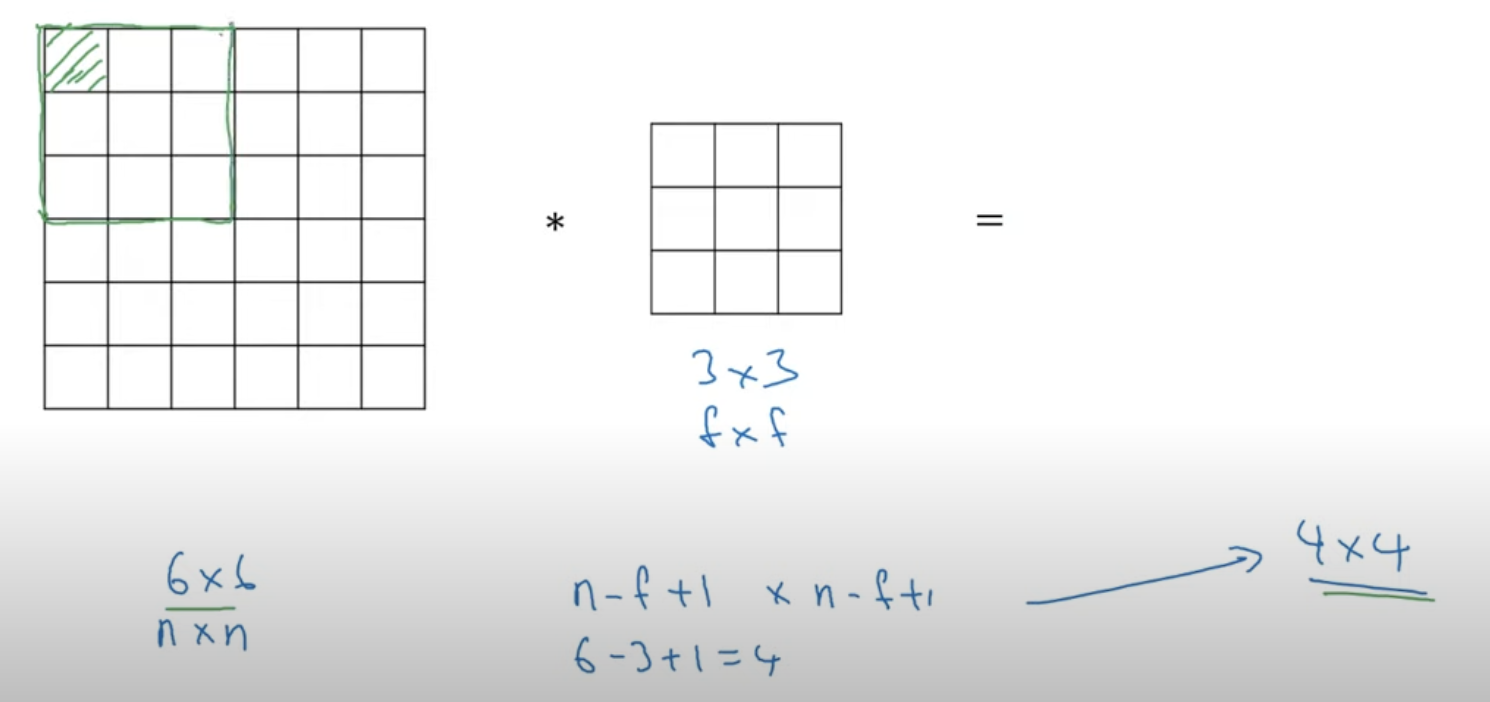 * =
3 × 3
f × f
6 × 6
n × n
n - f + 1 × n - f + 1
6 - 3 + 1 = 4
4 × 4